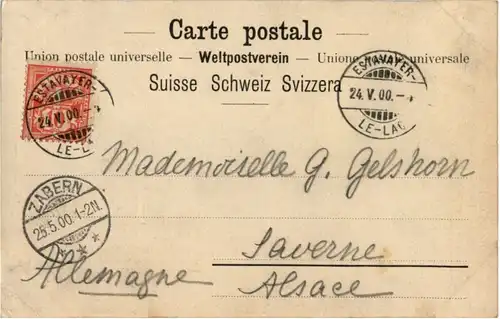 Carte postale
Union postale universelle – Weltpostverein – Unione postale universale
Suisse Schweiz Svizzera
ESTAVAYER-
24.V.00.–
LE-LAC
ESTAVAYER-
24.V.00.–
LE-LAC
Mademoiselle G. Gelshorn
ZABERN
25.5.00.1-2N.
Saverne
Allemagne
Alsace